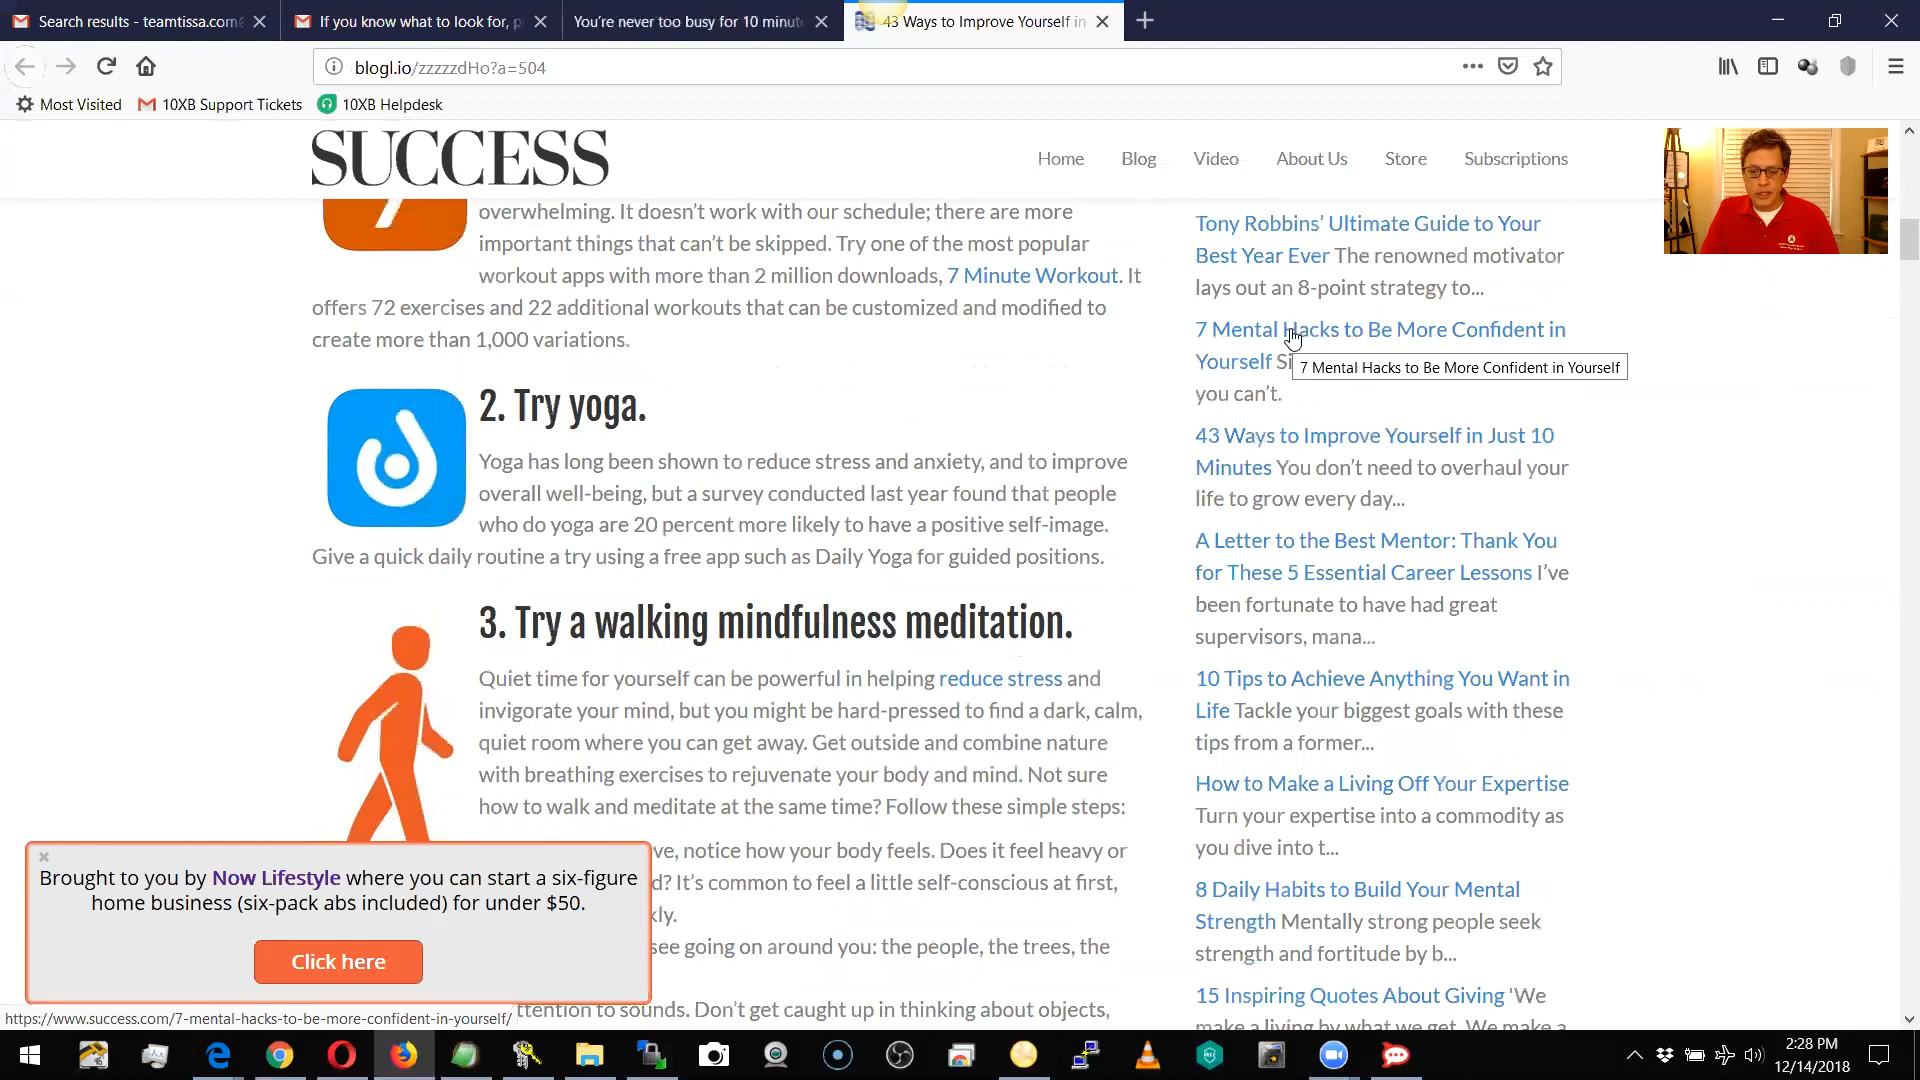 Search results - teamtissa.com@
If you know what to look for, p
You're never too busy for 10 minut
43 Ways to Improve Yourself in
blogl.io/zzzzzdHo?a=504
Most Visited
10XB Support Tickets
10XB Helpdesk
SUCCESS
Home
Blog
Video
About Us
Store
Subscriptions
overwhelming. It doesn't work with our schedule; there are more
important things that can't be skipped. Try one of the most popular
workout apps with more than 2 million downloads, 7 Minute Workout. It
offers 72 exercises and 22 additional workouts that can be customized and modified to
create more than 1,000 variations.
2. Try yoga.
Yoga has long been shown to reduce stress and anxiety, and to improve
overall well-being, but a survey conducted last year found that people
who do yoga are 20 percent more likely to have a positive self-image.
Give a quick daily routine a try using a free app such as Daily Yoga for guided positions.
3. Try a walking mindfulness meditation.
Quiet time for yourself can be powerful in helping reduce stress and
invigorate your mind, but you might be hard-pressed to find a dark, calm,
quiet room where you can get away. Get outside and combine nature
with breathing exercises to rejuvenate your body and mind. Not sure
how to walk and meditate at the same time? Follow these simple steps:
ve, notice how your body feels. Does it feel heavy or
d? It's common to feel a little self-conscious at first,
kly.
see going on around you: the people, the trees, the
ttention to sounds. Don't get caught up in thinking about objects,
Tony Robbins' Ultimate Guide to Your
Best Year Ever The renowned motivator
lays out an 8-point strategy to...
7 Mental Hacks to Be More Confident in
Yourself Si
you can't.
7 Mental Hacks to Be More Confident in Yourself
43 Ways to Improve Yourself in Just 10
Minutes You don't need to overhaul your
life to grow every day...
A Letter to the Best Mentor: Thank You
for These 5 Essential Career Lessons I've
been fortunate to have had great
supervisors, mana...
10 Tips to Achieve Anything You Want in
Life Tackle your biggest goals with these
tips from a former...
How to Make a Living Off Your Expertise
Turn your expertise into a commodity as
you dive into t...
8 Daily Habits to Build Your Mental
Strength Mentally strong people seek
strength and fortitude by b...
15 Inspiring Quotes About Giving 'We
make a living by what we get. We make a
Brought to you by Now Lifestyle where you can start a six-figure
home business (six-pack abs included) for under $50.
Click here
https://www.success.com/7-mental-hacks-to-be-more-confident-in-yourself/
2:28 PM
12/14/2018